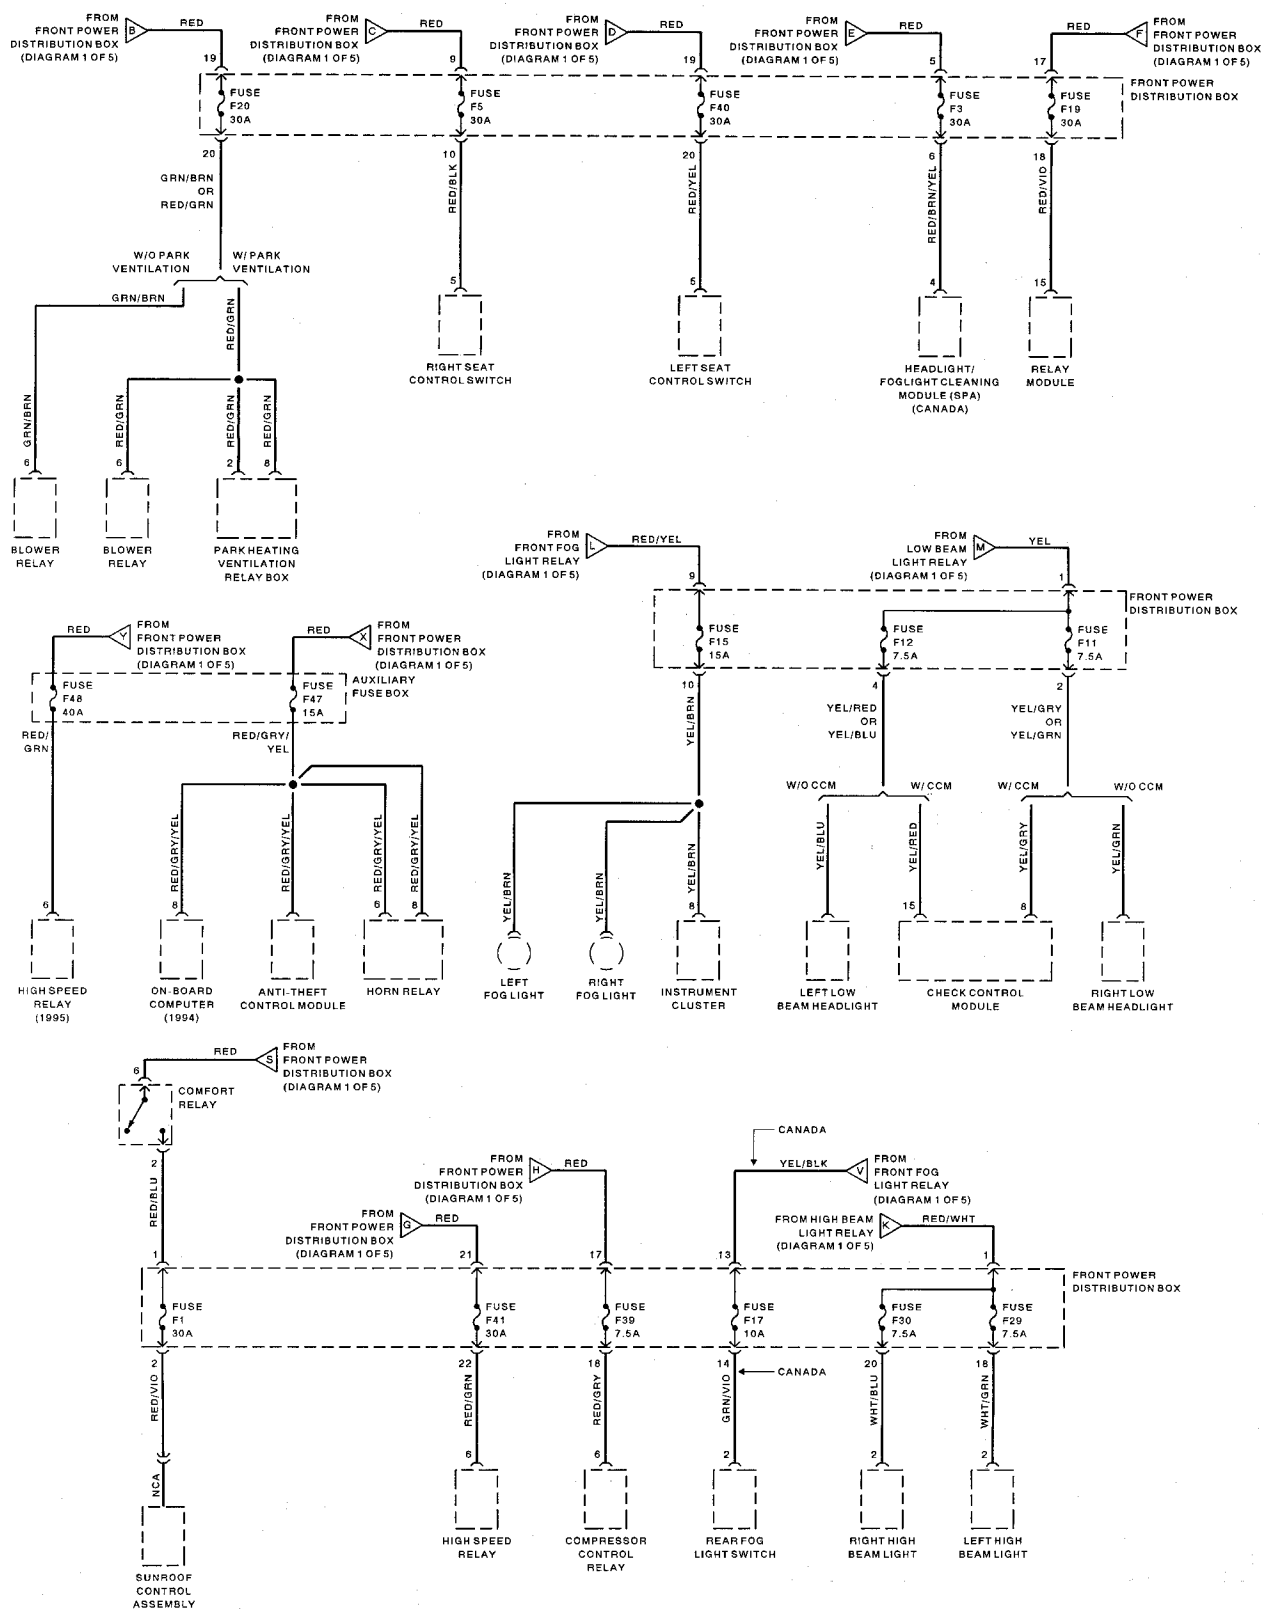 FROM
FRONT POWER
DISTRIBUTION BOX
(DIAGRAM 1 OF 5)
B
RED
19
FROM
FRONT POWER
DISTRIBUTION BOX
(DIAGRAM 1 OF 5)
C
RED
9
FROM
FRONT POWER
DISTRIBUTION BOX
(DIAGRAM 1 OF 5)
D
RED
19
FROM
FRONT POWER
DISTRIBUTION BOX
(DIAGRAM 1 OF 5)
E
RED
5
RED
F
17
FROM
FRONT POWER
DISTRIBUTION BOX
(DIAGRAM 1 OF 5)
FUSE
F20
30A
FUSE
F5
30A
FUSE
F40
30A
FUSE
F3
30A
FUSE
F19
30A
FRONT POWER
DISTRIBUTION BOX
20
GRN/BRN
OR
RED/GRN
10
RED/BLK
5
20
RED/YEL
5
6
RED/BRN/YEL
4
18
RED/VIO
15
W/O PARK
VENTILATION
W/ PARK
VENTILATION
GRN/BRN
RED/GRN
RIGHT SEAT
CONTROL SWITCH
LEFT SEAT
CONTROL SWITCH
HEADLIGHT/
FOGLIGHT CLEANING
MODULE (SPA)
(CANADA)
RELAY
MODULE
GRN/BRN
RED/GRN
RED/GRN
RED/GRN
6
6
2
8
BLOWER
RELAY
BLOWER
RELAY
PARK HEATING
VENTILATION
RELAY BOX
FROM
FRONT FOG
LIGHT RELAY
(DIAGRAM 1 OF 5)
L
RED/YEL
9
FROM
LOW BEAM
LIGHT RELAY
(DIAGRAM 1 OF 5)
M
YEL
1
FRONT POWER
DISTRIBUTION BOX
FUSE
F15
15A
FUSE
F12
7.5A
FUSE
F11
7.5A
RED
Y
FROM
FRONT POWER
DISTRIBUTION BOX
(DIAGRAM 1 OF 5)
RED
X
FROM
FRONT POWER
DISTRIBUTION BOX
(DIAGRAM 1 OF 5)
AUXILIARY
FUSE BOX
FUSE
F48
40A
FUSE
F47
15A
RED/
GRN
RED/GRY/
YEL
10
YEL/BRN
4
YEL/RED
OR
YEL/BLU
2
YEL/GRY
OR
YEL/GRN
W/O CCM
W/ CCM
W/ CCM
W/O CCM
RED/GRY/YEL
RED/GRY/YEL
RED/GRY/YEL
RED/GRY/YEL
YEL/BRN
YEL/BRN
YEL/BRN
YEL/BLU
YEL/RED
YEL/GRY
YEL/GRN
6
8
6
8
8
15
8
HIGH SPEED
RELAY
(1995)
ON-BOARD
COMPUTER
(1994)
ANTI-THEFT
CONTROL MODULE
HORN RELAY
LEFT
FOG LIGHT
RIGHT
FOG LIGHT
INSTRUMENT
CLUSTER
LEFT LOW
BEAM HEADLIGHT
CHECK CONTROL
MODULE
RIGHT LOW
BEAM HEADLIGHT
RED
S
FROM
FRONT POWER
DISTRIBUTION BOX
(DIAGRAM 1 OF 5)
6
COMFORT
RELAY
2
RED/BLU
1
FROM
FRONT POWER
DISTRIBUTION BOX
(DIAGRAM 1 OF 5)
G
RED
21
FROM
FRONT POWER
DISTRIBUTION BOX
(DIAGRAM 1 OF 5)
H
RED
17
CANADA
YEL/BLK
V
FROM
FRONT FOG
LIGHT RELAY
(DIAGRAM 1 OF 5)
13
FROM HIGH BEAM
LIGHT RELAY
(DIAGRAM 1 OF 5)
K
RED/WHT
1
FRONT POWER
DISTRIBUTION BOX
FUSE
F1
30A
FUSE
F41
30A
FUSE
F39
7.5A
FUSE
F17
10A
FUSE
F30
7.5A
FUSE
F29
7.5A
2
RED/VIO
22
RED/GRN
6
18
RED/GRY
6
14
CANADA
GRN/VIO
2
20
WHT/BLU
2
18
WHT/GRN
2
NCA
SUNROOF
CONTROL
ASSEMBLY
HIGH SPEED
RELAY
COMPRESSOR
CONTROL
RELAY
REAR FOG
LIGHT SWITCH
RIGHT HIGH
BEAM LIGHT
LEFT HIGH
BEAM LIGHT